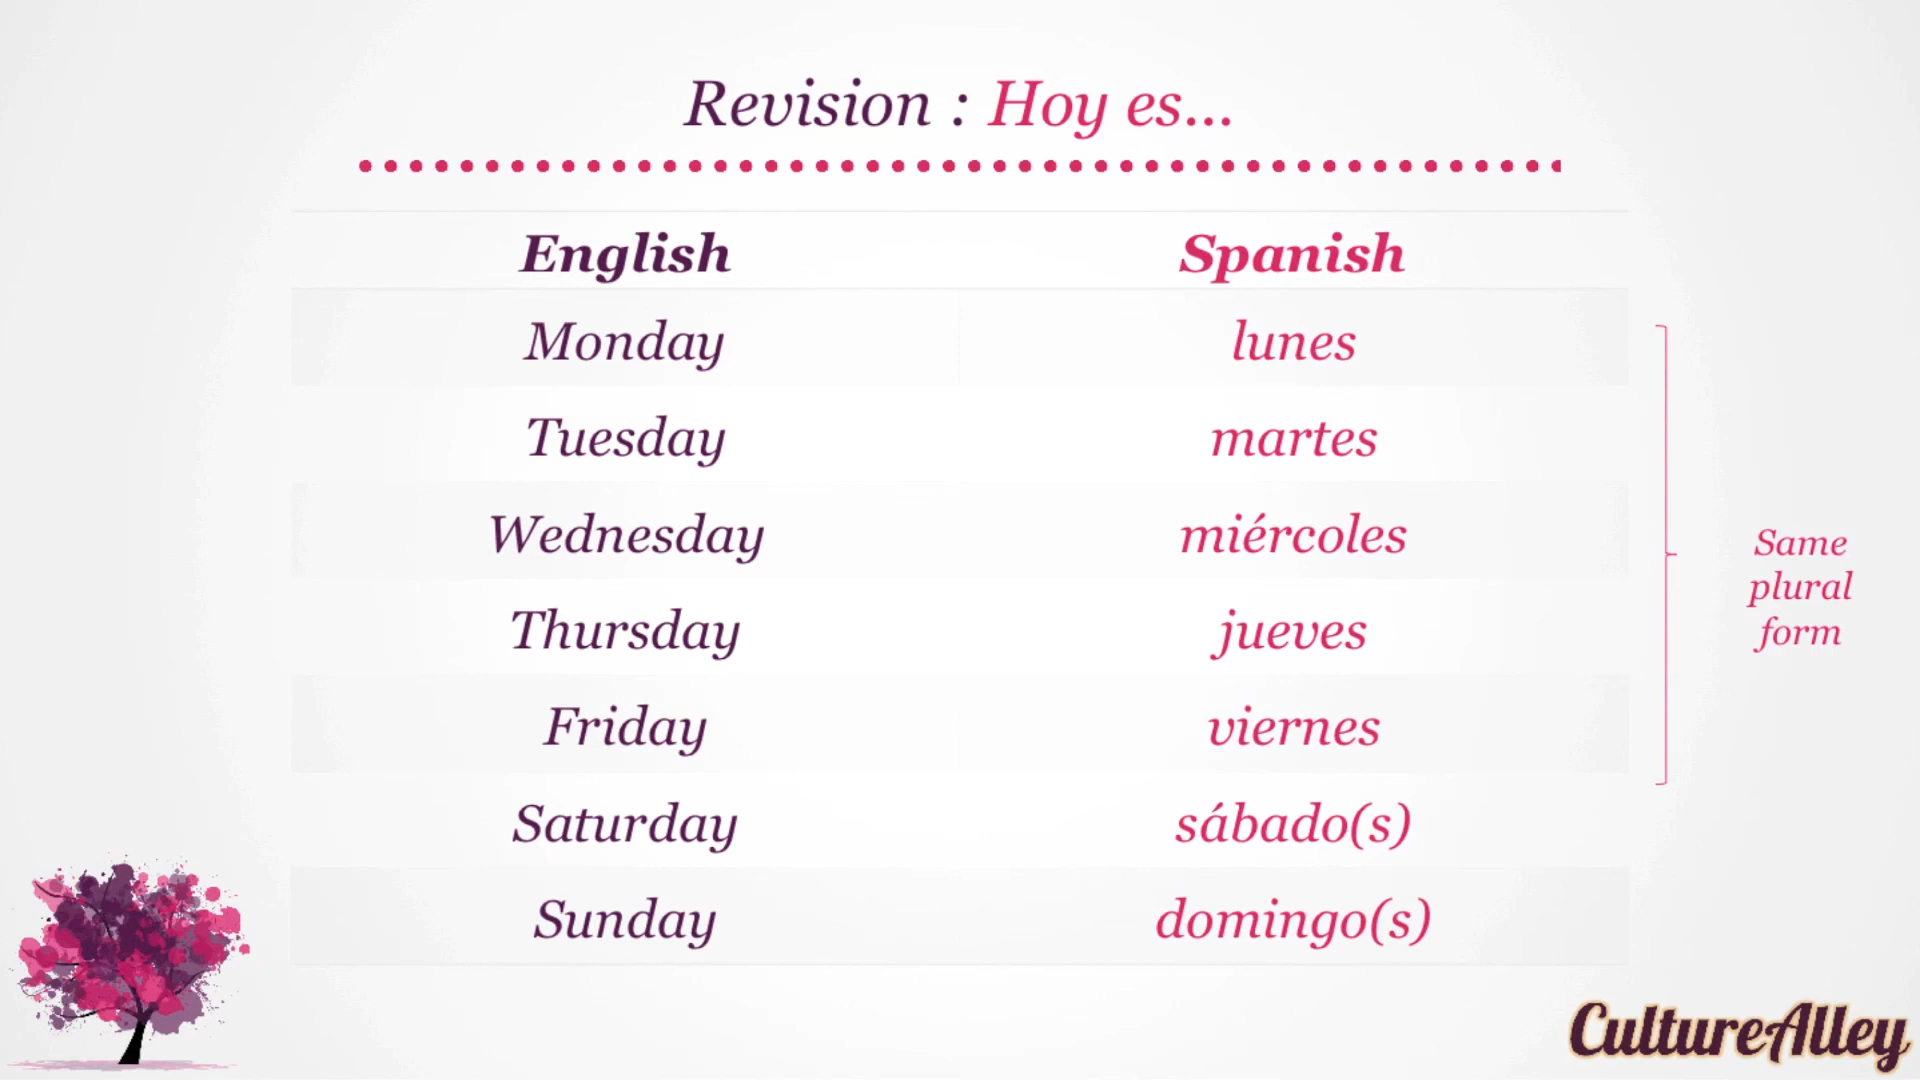 Revision : Hoy es...
English Spanish
Monday lunes
Tuesday martes
Wednesday miércoles
Thursday jueves
Friday viernes
Saturday sábado(s)
Sunday domingo(s)
Same
plural
form
CultureAlley